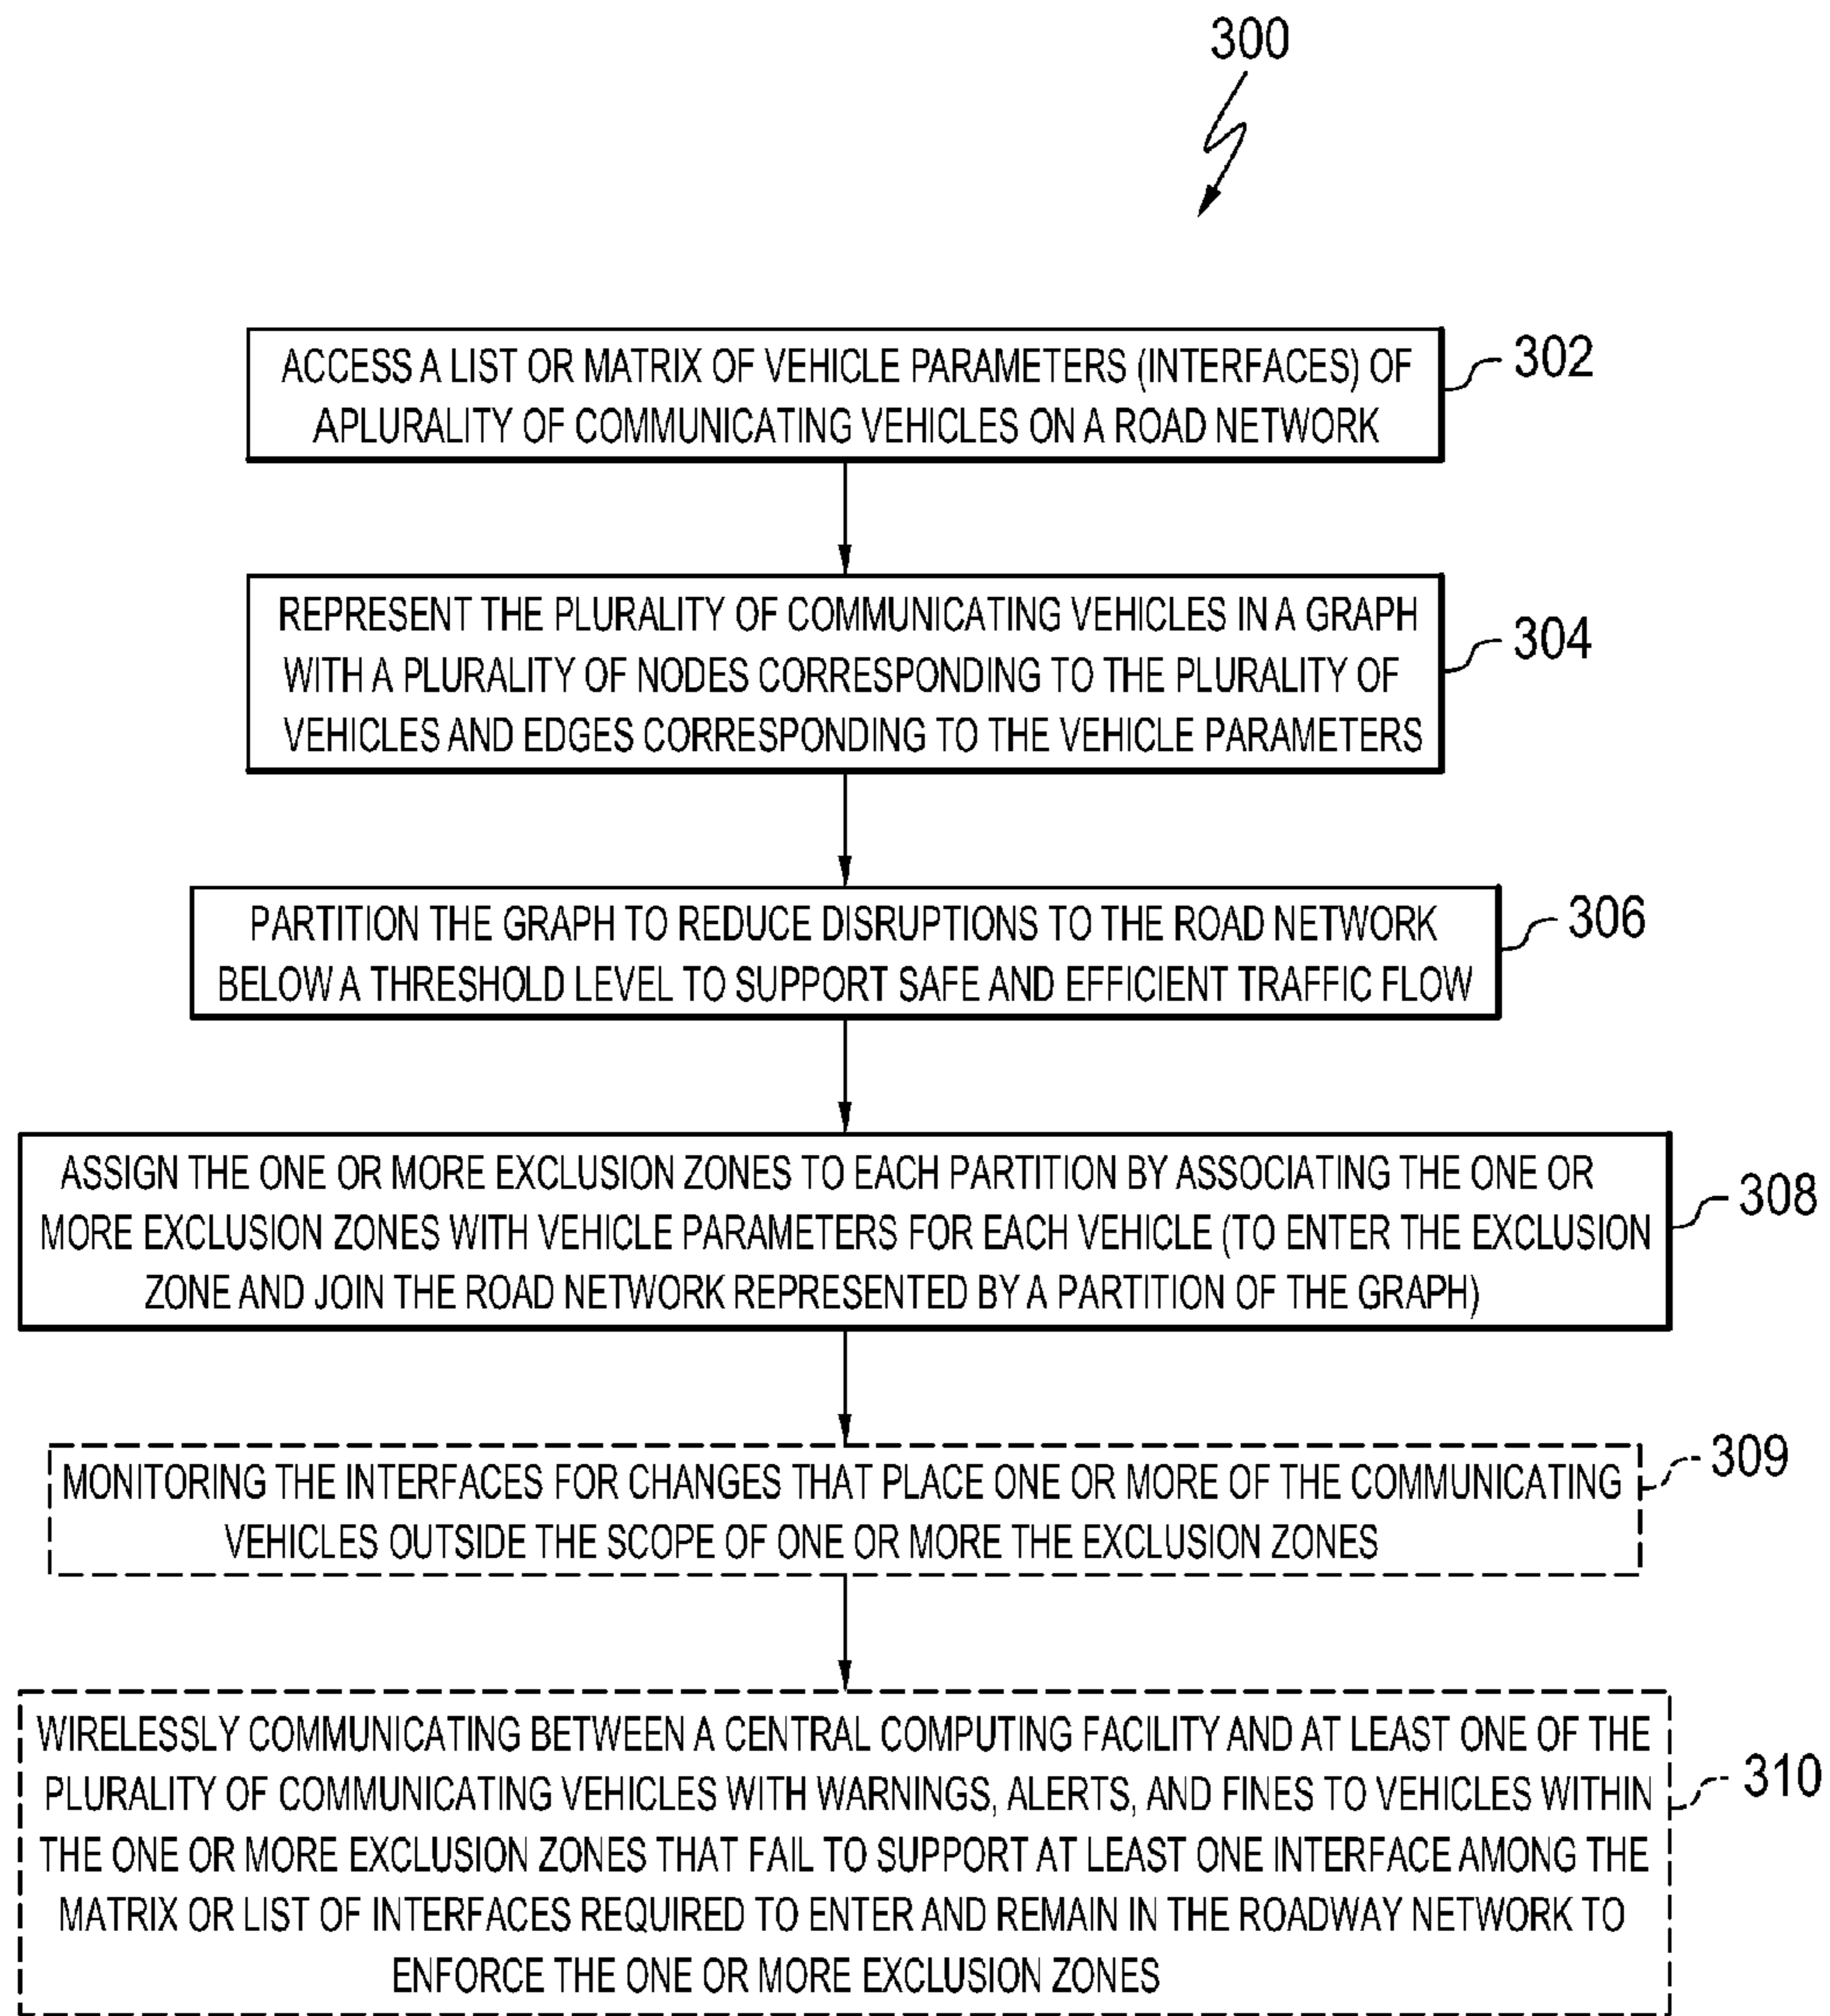 300
ACCESS A LIST OR MATRIX OF VEHICLE PARAMETERS (INTERFACES) OF
APLURALITY OF COMMUNICATING VEHICLES ON A ROAD NETWORK
302
REPRESENT THE PLURALITY OF COMMUNICATING VEHICLES IN A GRAPH
WITH A PLURALITY OF NODES CORRESPONDING TO THE PLURALITY OF
VEHICLES AND EDGES CORRESPONDING TO THE VEHICLE PARAMETERS
304
PARTITION THE GRAPH TO REDUCE DISRUPTIONS TO THE ROAD NETWORK
BELOW A THRESHOLD LEVEL TO SUPPORT SAFE AND EFFICIENT TRAFFIC FLOW
306
ASSIGN THE ONE OR MORE EXCLUSION ZONES TO EACH PARTITION BY ASSOCIATING THE ONE OR
MORE EXCLUSION ZONES WITH VEHICLE PARAMETERS FOR EACH VEHICLE (TO ENTER THE EXCLUSION
ZONE AND JOIN THE ROAD NETWORK REPRESENTED BY A PARTITION OF THE GRAPH)
308
MONITORING THE INTERFACES FOR CHANGES THAT PLACE ONE OR MORE OF THE COMMUNICATING
VEHICLES OUTSIDE THE SCOPE OF ONE OR MORE THE EXCLUSION ZONES
309
WIRELESSLY COMMUNICATING BETWEEN A CENTRAL COMPUTING FACILITY AND AT LEAST ONE OF THE
PLURALITY OF COMMUNICATING VEHICLES WITH WARNINGS, ALERTS, AND FINES TO VEHICLES WITHIN
THE ONE OR MORE EXCLUSION ZONES THAT FAIL TO SUPPORT AT LEAST ONE INTERFACE AMONG THE
MATRIX OR LIST OF INTERFACES REQUIRED TO ENTER AND REMAIN IN THE ROADWAY NETWORK TO
ENFORCE THE ONE OR MORE EXCLUSION ZONES
310